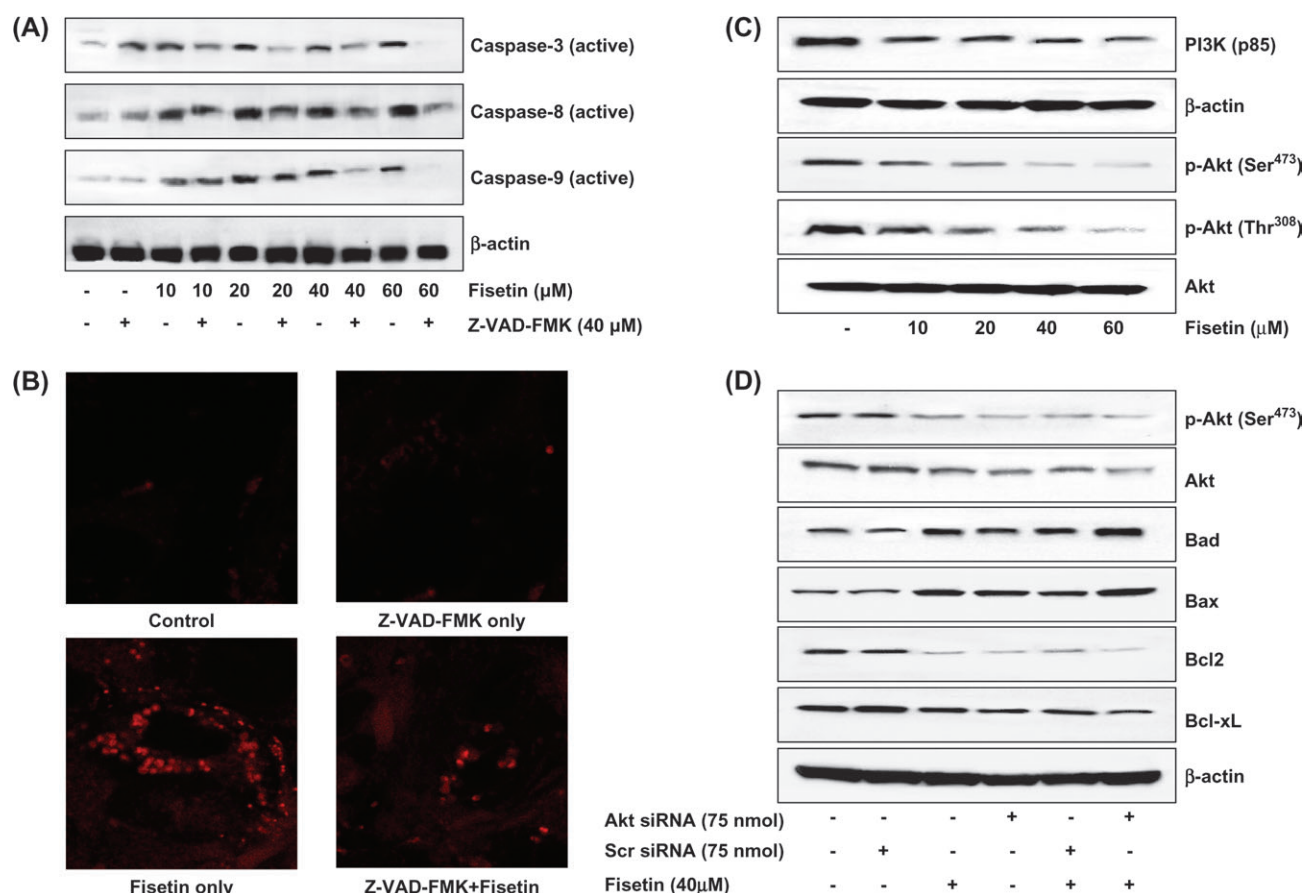 (A)
Caspase-3 (active)
Caspase-8 (active)
Caspase-9 (active)
β-actin
- - 10 10 20 20 40 40 60 60 Fisetin (µM)
- + - + - + - + - + Z-VAD-FMK (40 µM)
(B)
Control
Z-VAD-FMK only
Fisetin only
Z-VAD-FMK+Fisetin
(C)
PI3K (p85)
β-actin
p-Akt (Ser473)
p-Akt (Thr308)
Akt
- 10 20 40 60 Fisetin (µM)
(D)
p-Akt (Ser473)
Akt
Bad
Bax
Bcl2
Bcl-xL
β-actin
Akt siRNA (75 nmol) - - - + - +
Scr siRNA (75 nmol) - + - - + -
Fisetin (40µM) - - + - + +